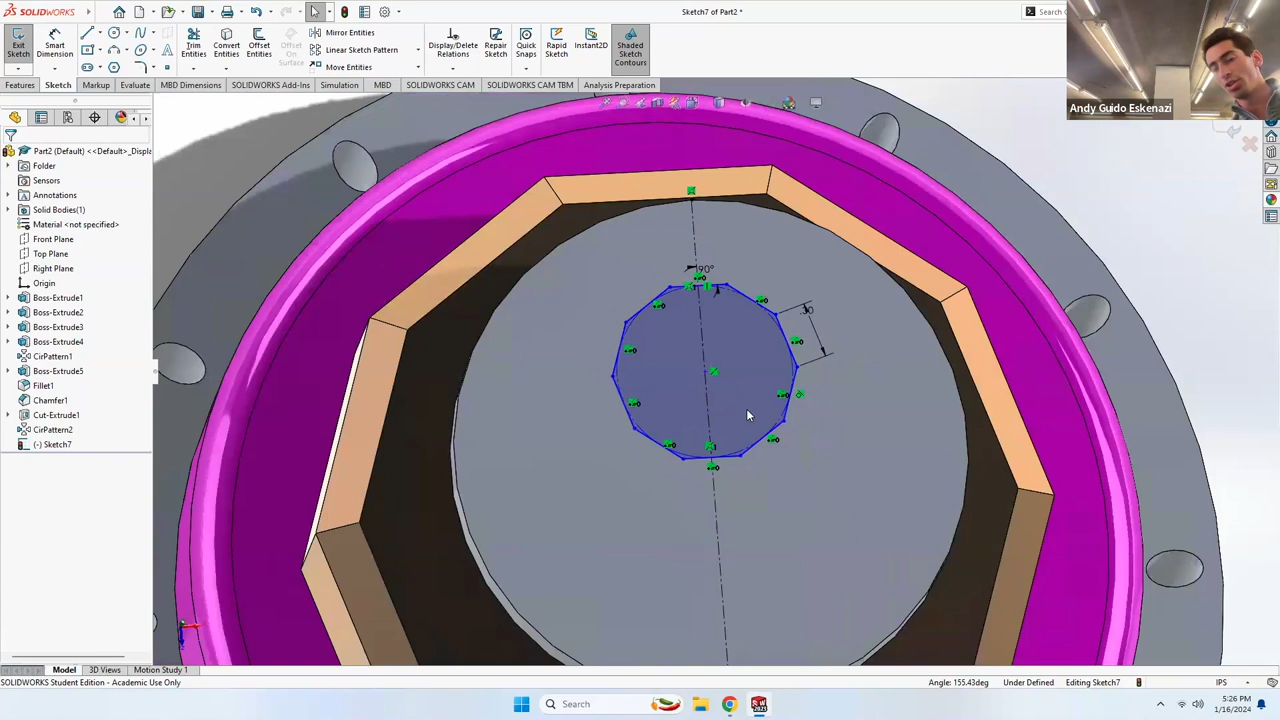 SOLIDWORKS
Sketch7 of Part2 *
Search
Exit Sketch
Smart Dimension
Trim Entities
Convert Entities
Offset Entities
Offset On Surface
Mirror Entities
Linear Sketch Pattern
Move Entities
Display/Delete Relations
Repair Sketch
Quick Snaps
Rapid Sketch
Instant2D
Shaded Sketch Contours
Features
Sketch
Markup
Evaluate
MBD Dimensions
SOLIDWORKS Add-Ins
Simulation
MBD
SOLIDWORKS CAM
SOLIDWORKS CAM TBM
Analysis Preparation
Andy Guido Eskenazi
Part2 (Default) <<Default>_Displa
Folder
Sensors
Annotations
Solid Bodies(1)
Material <not specified>
Front Plane
Top Plane
Right Plane
Origin
Boss-Extrude1
Boss-Extrude2
Boss-Extrude3
Boss-Extrude4
CirPattern1
Boss-Extrude5
Fillet1
Chamfer1
Cut-Extrude1
CirPattern2
(-) Sketch7
90°
.30
Model
3D Views
Motion Study 1
SOLIDWORKS Student Edition - Academic Use Only
Angle: 155.43deg
Under Defined
Editing Sketch7
IPS
Search
5:26 PM
1/16/2024